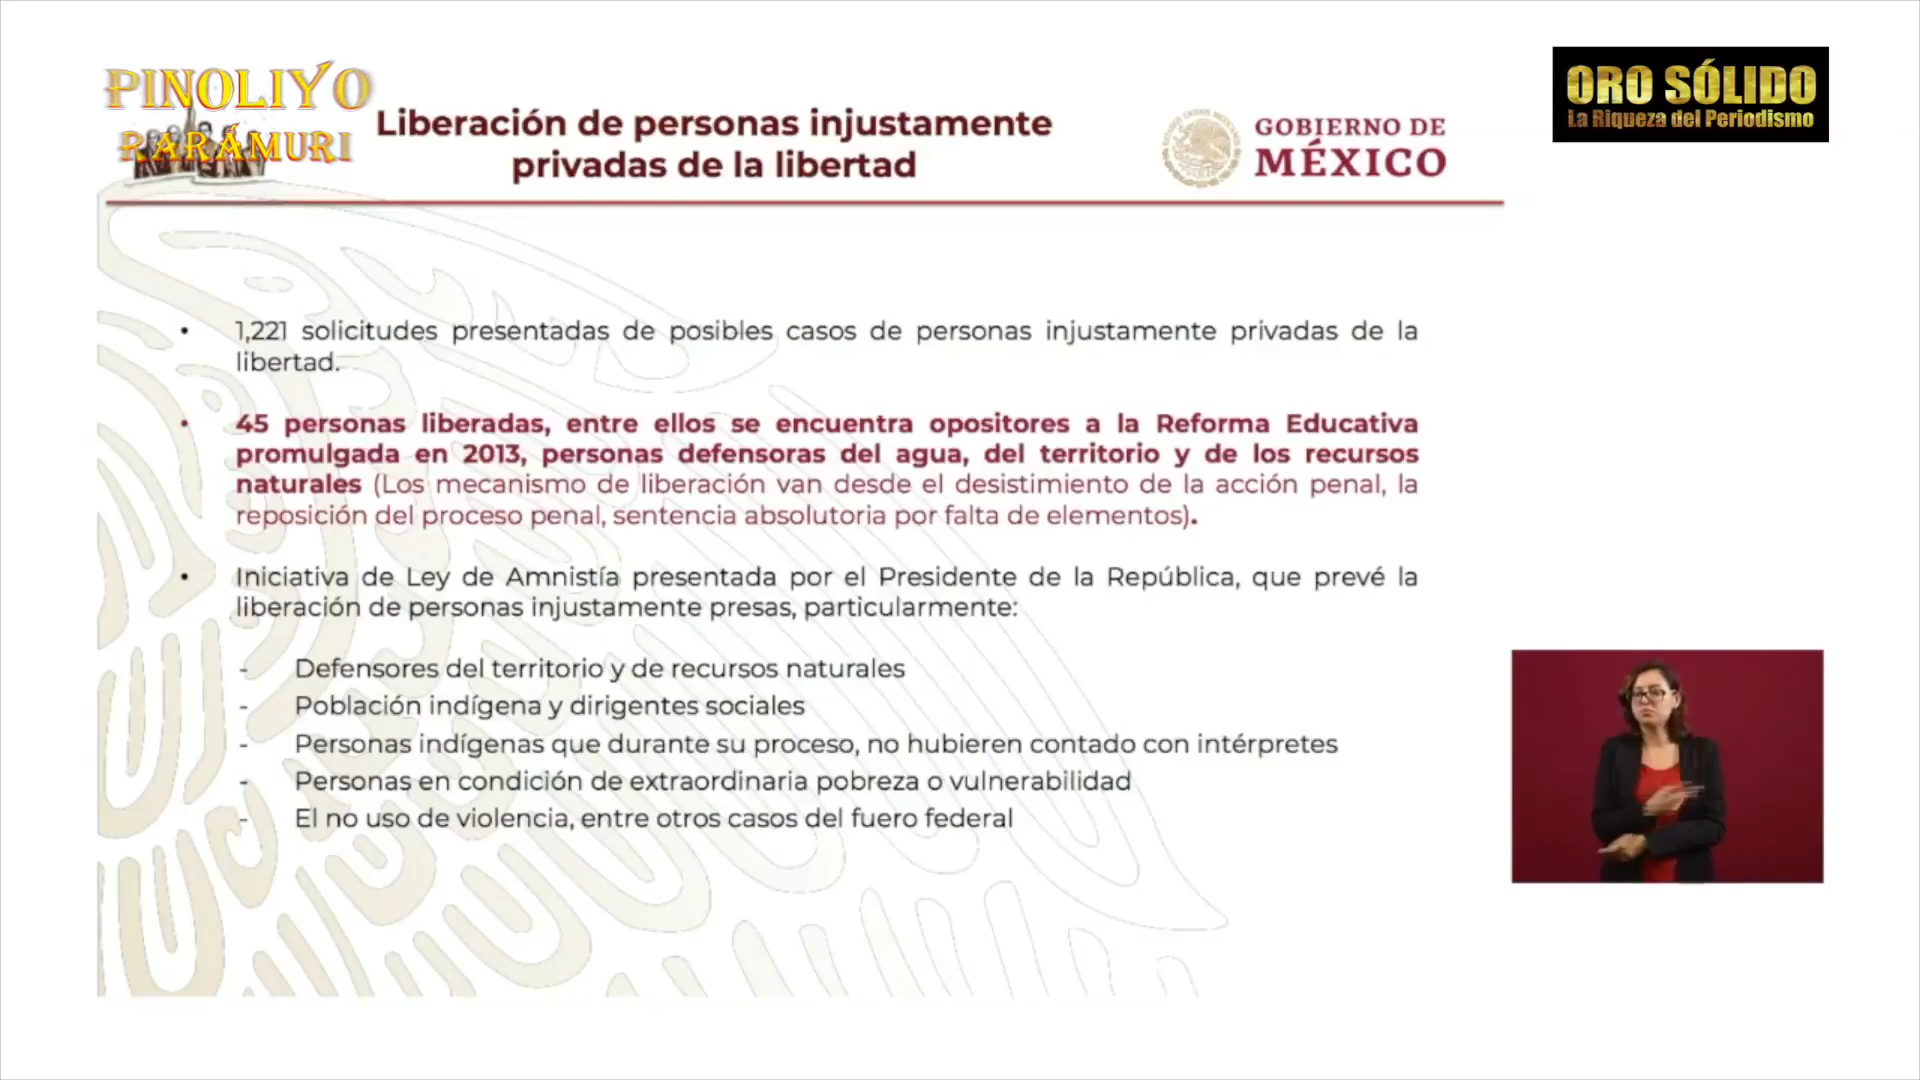 PINOLIYO
RARÁMURI
Liberación de personas injustamente
privadas de la libertad
GOBIERNO DE
MÉXICO
ORO SÓLIDO
La Riqueza del Periodismo
• 1,221 solicitudes presentadas de posibles casos de personas injustamente privadas de la
libertad.
• 45 personas liberadas, entre ellos se encuentra opositores a la Reforma Educativa
promulgada en 2013, personas defensoras del agua, del territorio y de los recursos
naturales (Los mecanismo de liberación van desde el desistimiento de la acción penal, la
reposición del proceso penal, sentencia absolutoria por falta de elementos).
• Iniciativa de Ley de Amnistía presentada por el Presidente de la República, que prevé la
liberación de personas injustamente presas, particularmente:
- Defensores del territorio y de recursos naturales
- Población indígena y dirigentes sociales
- Personas indígenas que durante su proceso, no hubieren contado con intérpretes
- Personas en condición de extraordinaria pobreza o vulnerabilidad
- El no uso de violencia, entre otros casos del fuero federal